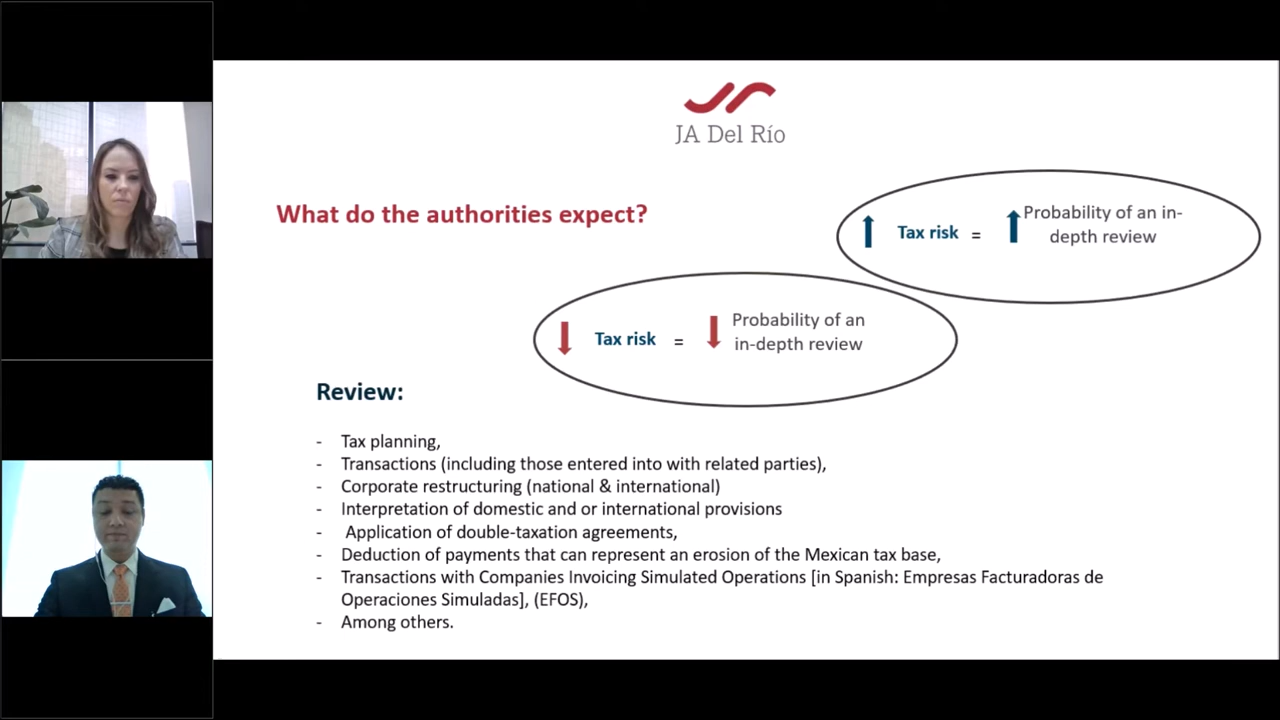 JA Del Río
What do the authorities expect?
Tax risk = Probability of an in-
depth review
Tax risk = Probability of an
in-depth review
Review:
- Tax planning,
- Transactions (including those entered into with related parties),
- Corporate restructuring (national & international)
- Interpretation of domestic and or international provisions
- Application of double-taxation agreements,
- Deduction of payments that can represent an erosion of the Mexican tax base,
- Transactions with Companies Invoicing Simulated Operations [in Spanish: Empresas Facturadoras de
Operaciones Simuladas], (EFOS),
- Among others.